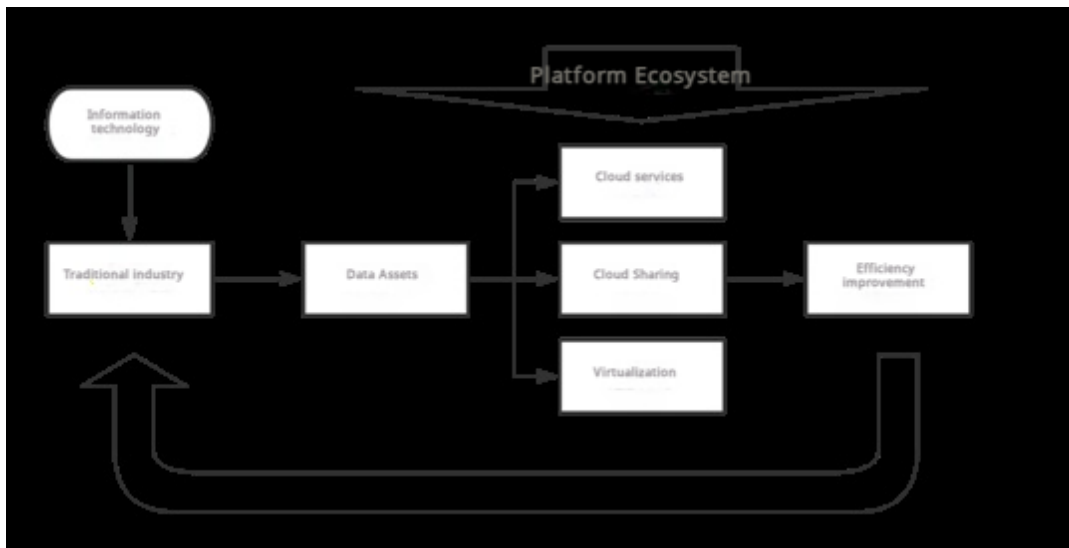 Platform Ecosystem
Information
technology
Cloud services
Traditional industry
Data Assets
Cloud Sharing
Efficiency
improvement
Virtualization